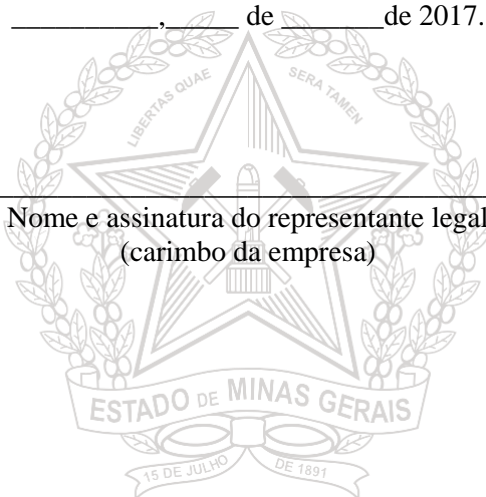 __________,_____ de _______de 2017.
LIBERTAS QUAE SERA TAMEN
Nome e assinatura do representante legal
(carimbo da empresa)
ESTADO DE MINAS GERAIS
15 DE JULHO DE 1891